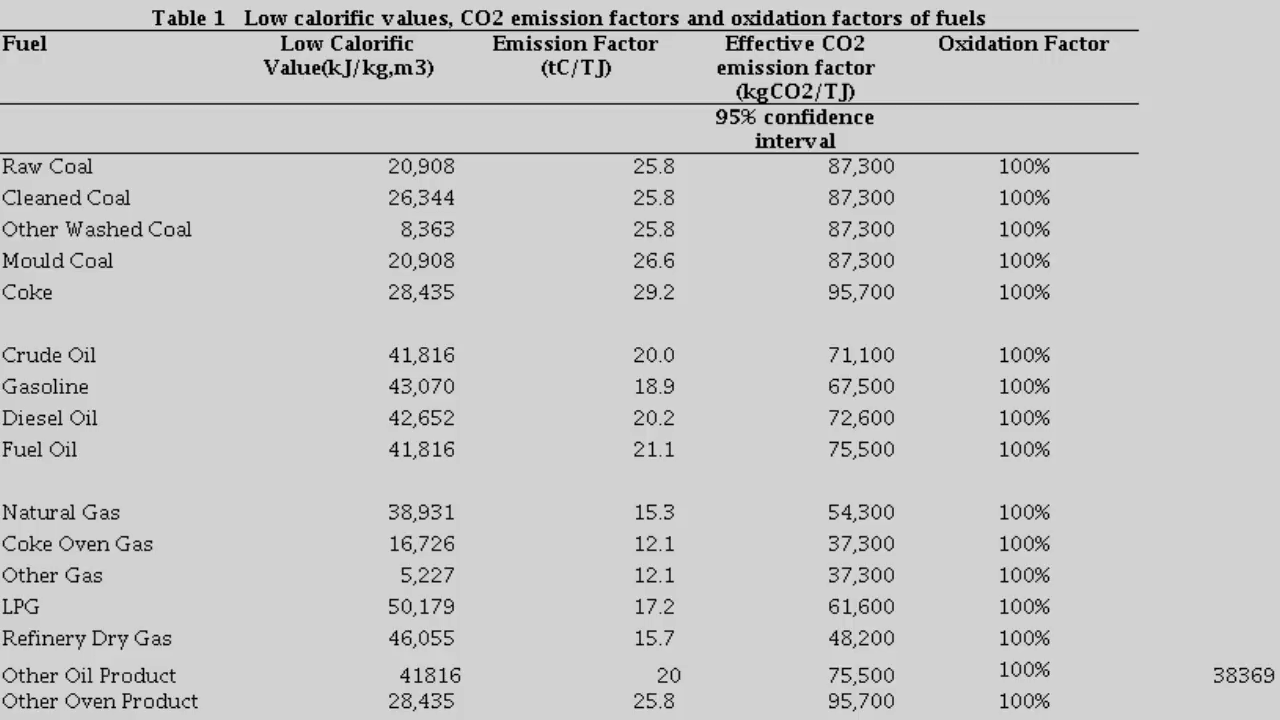 Table 1 Low calorific values, CO2 emission factors and oxidation factors of fuels
Fuel Low Calorific Value(kJ/kg,m3) Emission Factor (tC/TJ) Effective CO2 emission factor (kgCO2/TJ) Oxidation Factor
95% confidence interval
Raw Coal 20,908 25.8 87,300 100%
Cleaned Coal 26,344 25.8 87,300 100%
Other Washed Coal 8,363 25.8 87,300 100%
Mould Coal 20,908 26.6 87,300 100%
Coke 28,435 29.2 95,700 100%
Crude Oil 41,816 20.0 71,100 100%
Gasoline 43,070 18.9 67,500 100%
Diesel Oil 42,652 20.2 72,600 100%
Fuel Oil 41,816 21.1 75,500 100%
Natural Gas 38,931 15.3 54,300 100%
Coke Oven Gas 16,726 12.1 37,300 100%
Other Gas 5,227 12.1 37,300 100%
LPG 50,179 17.2 61,600 100%
Refinery Dry Gas 46,055 15.7 48,200 100%
Other Oil Product 41816 20 75,500 100% 38369
Other Oven Product 28,435 25.8 95,700 100%